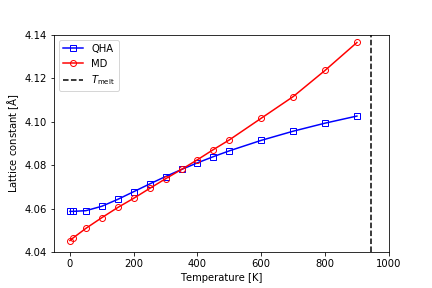 4.14
4.12
4.10
4.08
4.06
4.04
Lattice constant [Å]
QHA
MD
T_melt
0
200
400
600
800
1000
Temperature [K]